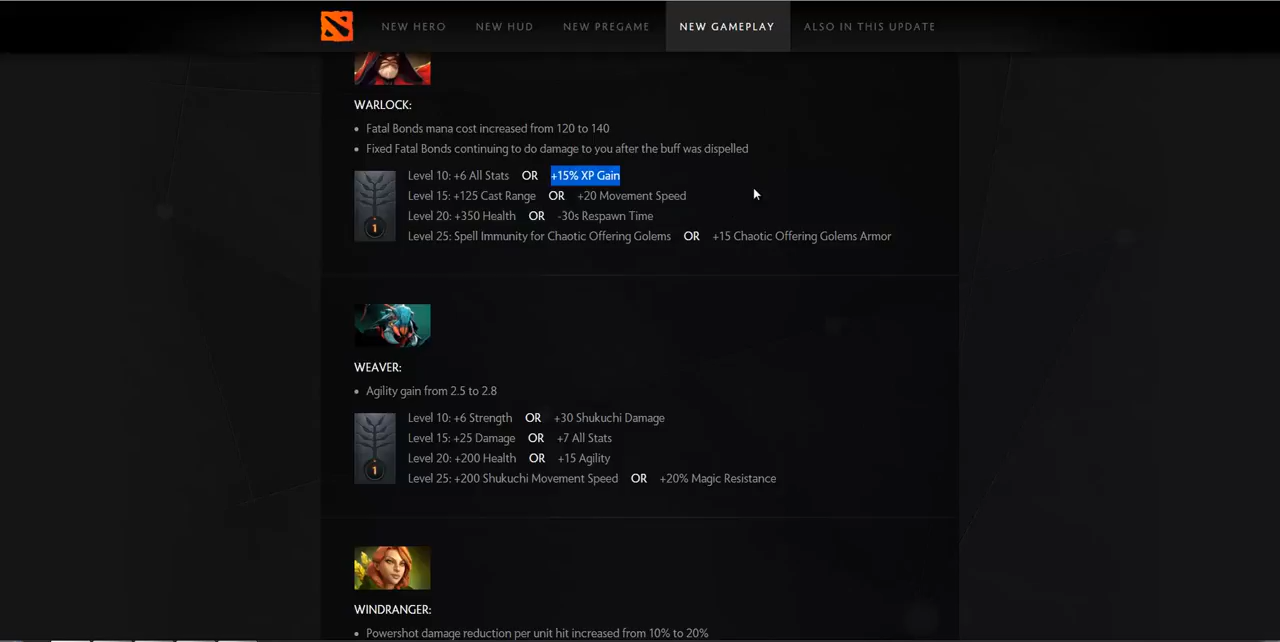 NEW HERO NEW HUD NEW PREGAME NEW GAMEPLAY ALSO IN THIS UPDATE
WARLOCK:
• Fatal Bonds mana cost increased from 120 to 140
• Fixed Fatal Bonds continuing to do damage to you after the buff was dispelled
Level 10: +6 All Stats OR +15% XP Gain
Level 15: +125 Cast Range OR +20 Movement Speed
Level 20: +350 Health OR -30s Respawn Time
Level 25: Spell Immunity for Chaotic Offering Golems OR +15 Chaotic Offering Golems Armor
1
WEAVER:
• Agility gain from 2.5 to 2.8
Level 10: +6 Strength OR +30 Shukuchi Damage
Level 15: +25 Damage OR +7 All Stats
Level 20: +200 Health OR +15 Agility
Level 25: +200 Shukuchi Movement Speed OR +20% Magic Resistance
1
WINDRANGER:
• Powershot damage reduction per unit hit increased from 10% to 20%